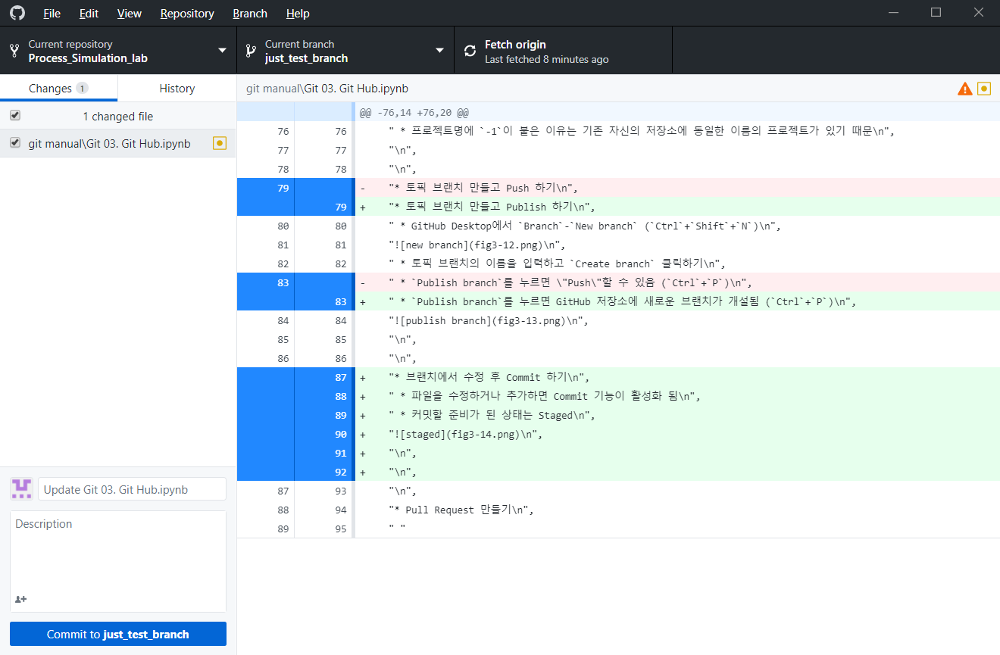 File Edit View Repository Branch Help
Current repository
Process_Simulation_lab
Current branch
just_test_branch
Fetch origin
Last fetched 8 minutes ago
Changes 1
History
git manual\Git 03. Git Hub.ipynb
1 changed file
git manual\Git 03. Git Hub.ipynb
@@ -76,14 +76,20 @@
76 76 " * 프로젝트명에 `-1`이 붙은 이유는 기존 자신의 저장소에 동일한 이름의 프로젝트가 있기 때문\n",
77 77 "\n",
78 78 "\n",
79 - "* 토픽 브랜치 만들고 Push 하기\n",
79 + "* 토픽 브랜치 만들고 Publish 하기\n",
80 80 " * GitHub Desktop에서 `Branch`-`New branch` (`Ctrl`+`Shift`+`N`)\n",
81 81 "![new branch](fig3-12.png)\n",
82 82 " * 토픽 브랜치의 이름을 입력하고 `Create branch` 클릭하기\n",
83 - " * `Publish branch`를 누르면 \"Push\"할 수 있음 (`Ctrl`+`P`)\n",
83 + " * `Publish branch`를 누르면 GitHub 저장소에 새로운 브랜치가 개설됨 (`Ctrl`+`P`)\n",
84 84 "![publish branch](fig3-13.png)\n",
85 85 "\n",
86 86 "\n",
87 + "* 브랜치에서 수정 후 Commit 하기\n",
88 + " * 파일을 수정하거나 추가하면 Commit 기능이 활성화 됨\n",
89 + " * 커밋할 준비가 된 상태는 Staged\n",
90 + "![staged](fig3-14.png)\n",
91 + "\n",
92 + "\n",
87 93 "\n",
88 94 "* Pull Request 만들기\n",
89 95 " "
Update Git 03. Git Hub.ipynb
Description
Commit to just_test_branch